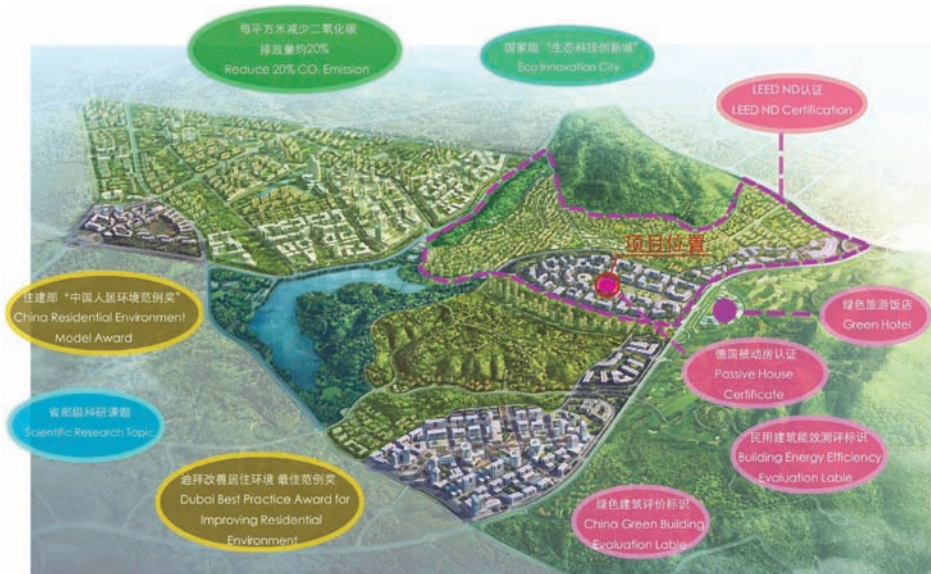 每平方米减少二氧化碳
排放量约20%
Reduce 20% CO₂ Emission
国家级“生态科技创新城”
Eco Innovation City
LEED ND认证
LEED ND Certification
项目位置
住建部“中国人居环境范例奖”
China Residential Environment
Model Award
绿色旅游饭店
Green Hotel
德国被动房认证
Passive House
Certificate
省部级科研课题
Scientific Research Topic
民用建筑能效测评标识
Building Energy Efficiency
Evaluation Lable
迪拜改善居住环境 最佳范例奖
Dubai Best Practice Award for
Improving Residential
Environment
绿色建筑评价标识
China Green Building
Evaluation Lable